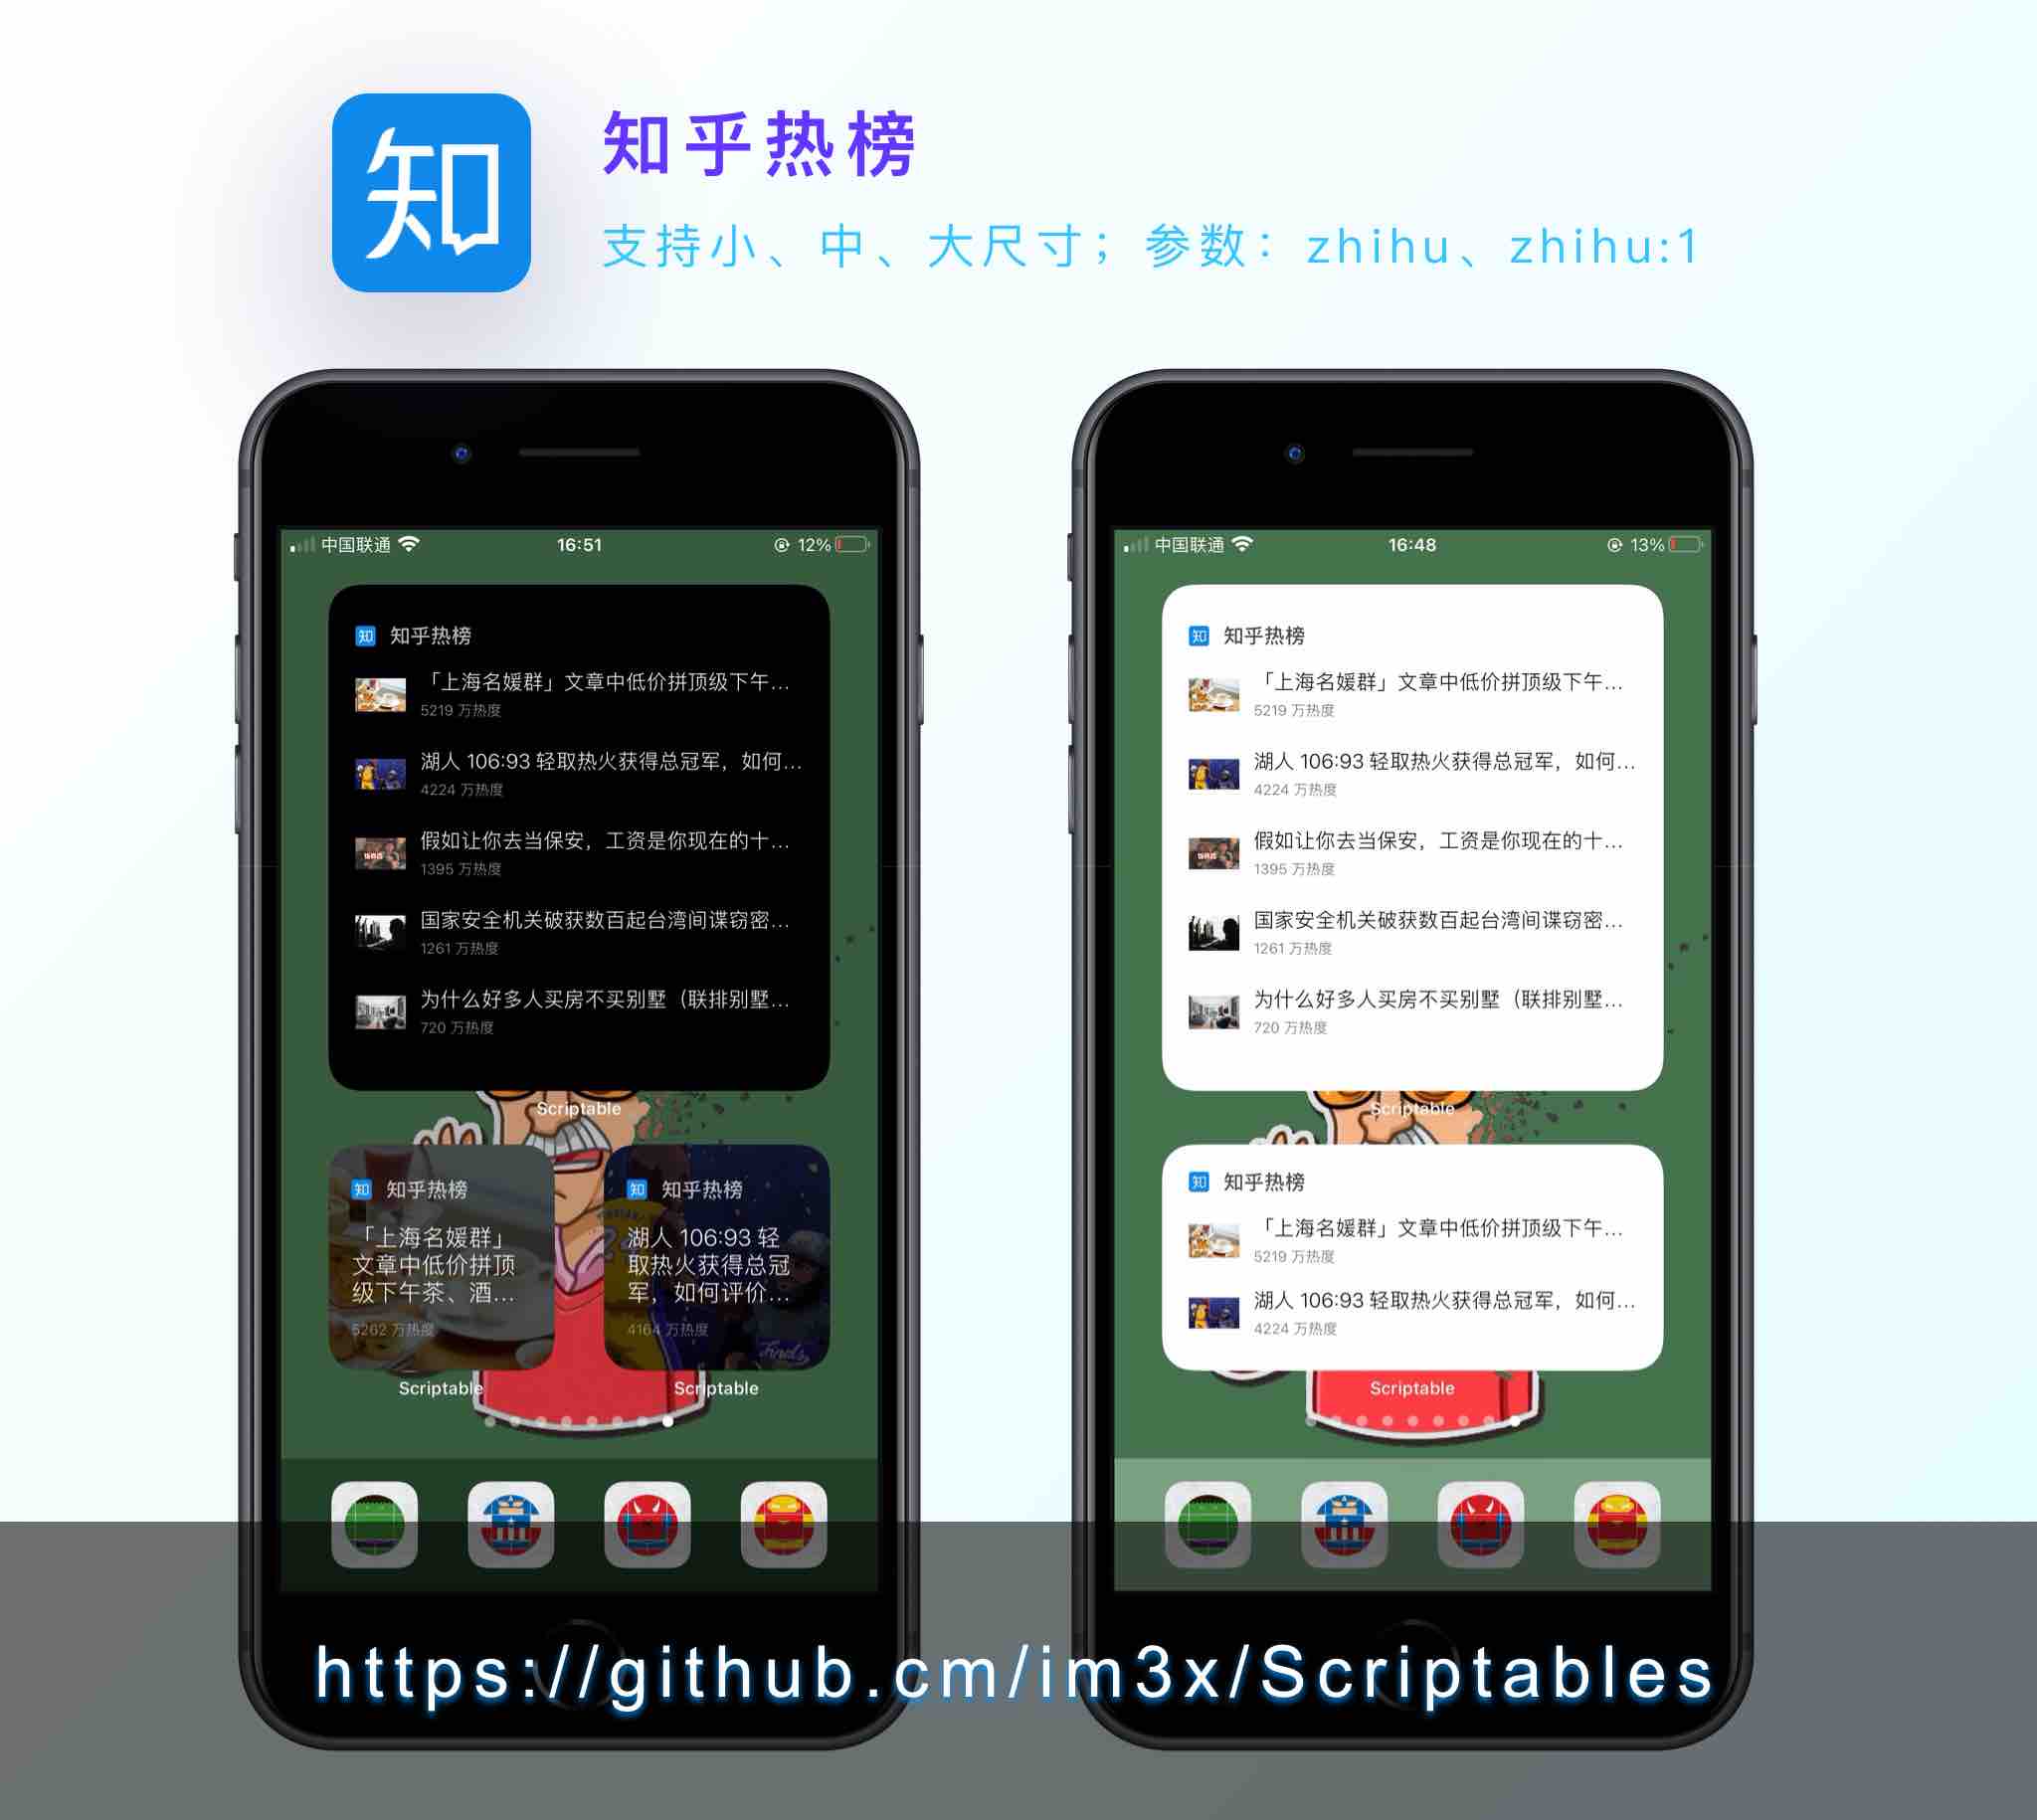 知
知乎热榜
支持小、中、大尺寸；参数：zhihu、zhihu:1
中国联通
16:51
12%
知 知乎热榜
「上海名媛群」文章中低价拼顶级下午...
5219 万热度
湖人 106:93 轻取热火获得总冠军，如何...
4224 万热度
假如让你去当保安，工资是你现在的十...
1395 万热度
国家安全机关破获数百起台湾间谍窃密...
1261 万热度
为什么好多人买房不买别墅（联排别墅...
720 万热度
Scriptable
知 知乎热榜
「上海名媛群」
文章中低价拼顶
级下午茶、酒...
5262 万热度
Scriptable
知 知乎热榜
湖人 106:93 轻
取热火获得总冠
军，如何评价...
4164 万热度
Finals
Scriptable
中国联通
16:48
13%
知 知乎热榜
「上海名媛群」文章中低价拼顶级下午...
5219 万热度
湖人 106:93 轻取热火获得总冠军，如何...
4224 万热度
假如让你去当保安，工资是你现在的十...
1395 万热度
国家安全机关破获数百起台湾间谍窃密...
1261 万热度
为什么好多人买房不买别墅（联排别墅...
720 万热度
Scriptable
知 知乎热榜
「上海名媛群」文章中低价拼顶级下午...
5219 万热度
湖人 106:93 轻取热火获得总冠军，如何...
4224 万热度
Scriptable
https://github.cm/im3x/Scriptables